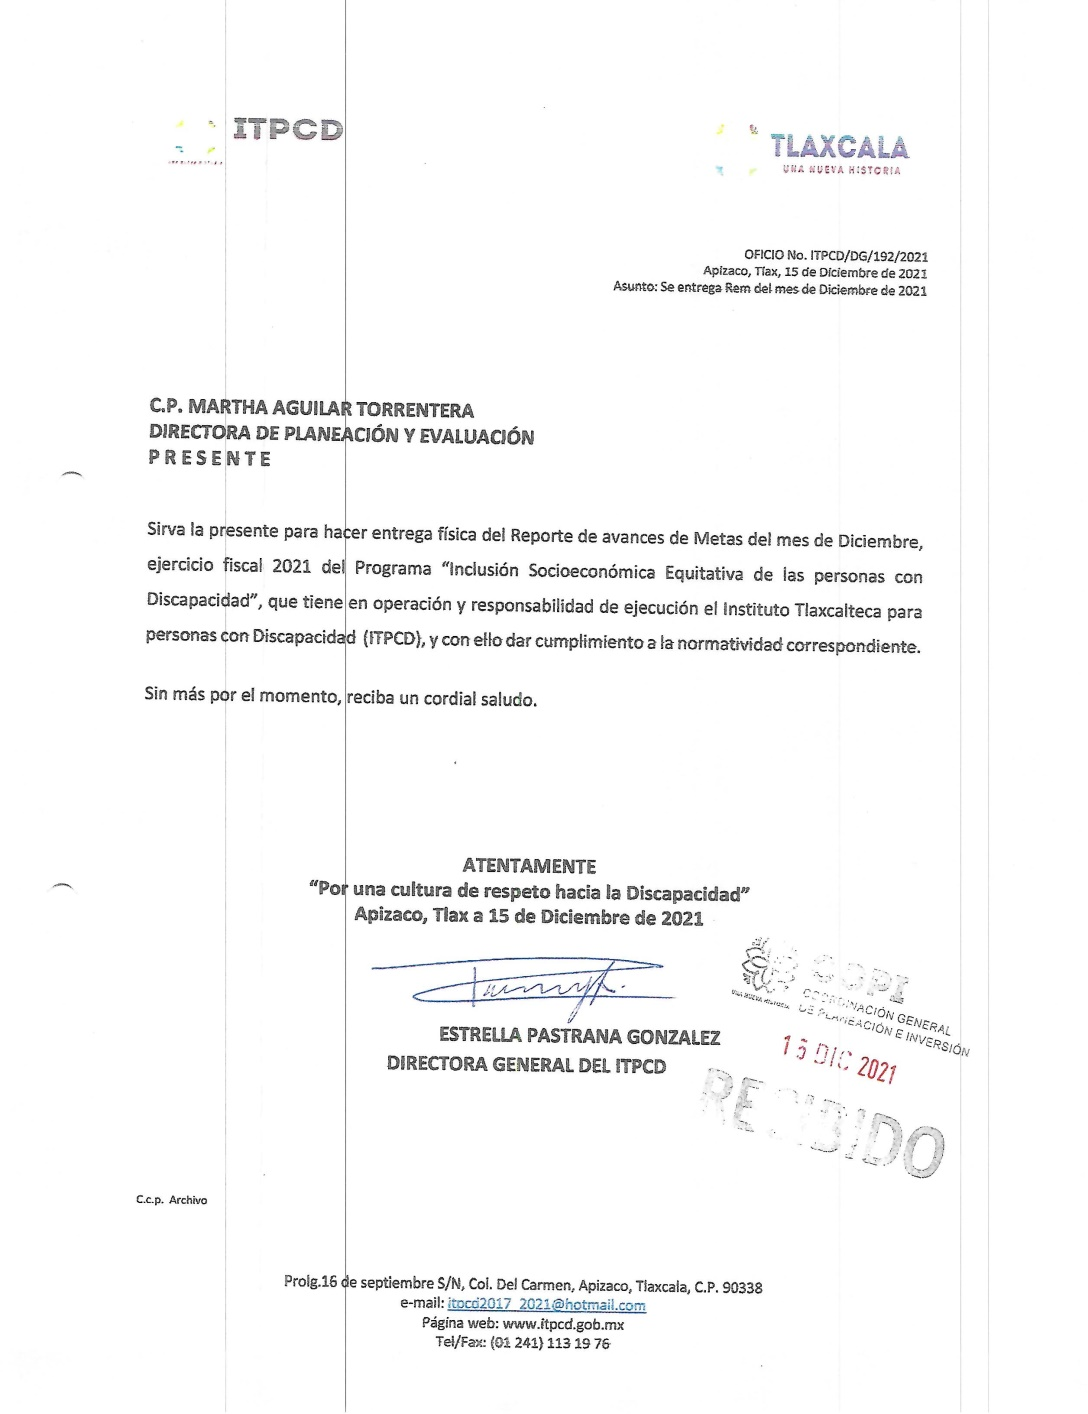 ITPCD
TLAXCALA
UNA NUEVA HISTORIA
OFICIO No. ITPCD/DG/192/2021
Apizaco, Tlax, 15 de Diciembre de 2021
Asunto: Se entrega Rem del mes de Diciembre de 2021
C.P. MARTHA AGUILAR TORRENTERA
DIRECTORA DE PLANEACIÓN Y EVALUACIÓN
P R E S E N T E
Sirva la presente para hacer entrega física del Reporte de avances de Metas del mes de Diciembre,
ejercicio fiscal 2021 del Programa “Inclusión Socioeconómica Equitativa de las personas con
Discapacidad”, que tiene en operación y responsabilidad de ejecución el Instituto Tlaxcalteca para
personas con Discapacidad (ITPCD), y con ello dar cumplimiento a la normatividad correspondiente.
Sin más por el momento, reciba un cordial saludo.
ATENTAMENTE
“Por una cultura de respeto hacia la Discapacidad”
Apizaco, Tlax a 15 de Diciembre de 2021
COORDINACIÓN GENERAL
DE PLANEACIÓN E INVERSIÓN
UNA NUEVA HISTORIA
DIC 2021
RECIBIDO
ESTRELLA PASTRANA GONZALEZ
DIRECTORA GENERAL DEL ITPCD
C.c.p. Archivo
Prolg.16 de septiembre S/N, Col. Del Carmen, Apizaco, Tlaxcala, C.P. 90338
e-mail: itpcd2017_2021@hotmail.com
Página web: www.itpcd.gob.mx
Tel/Fax: (01 241) 113 19 76